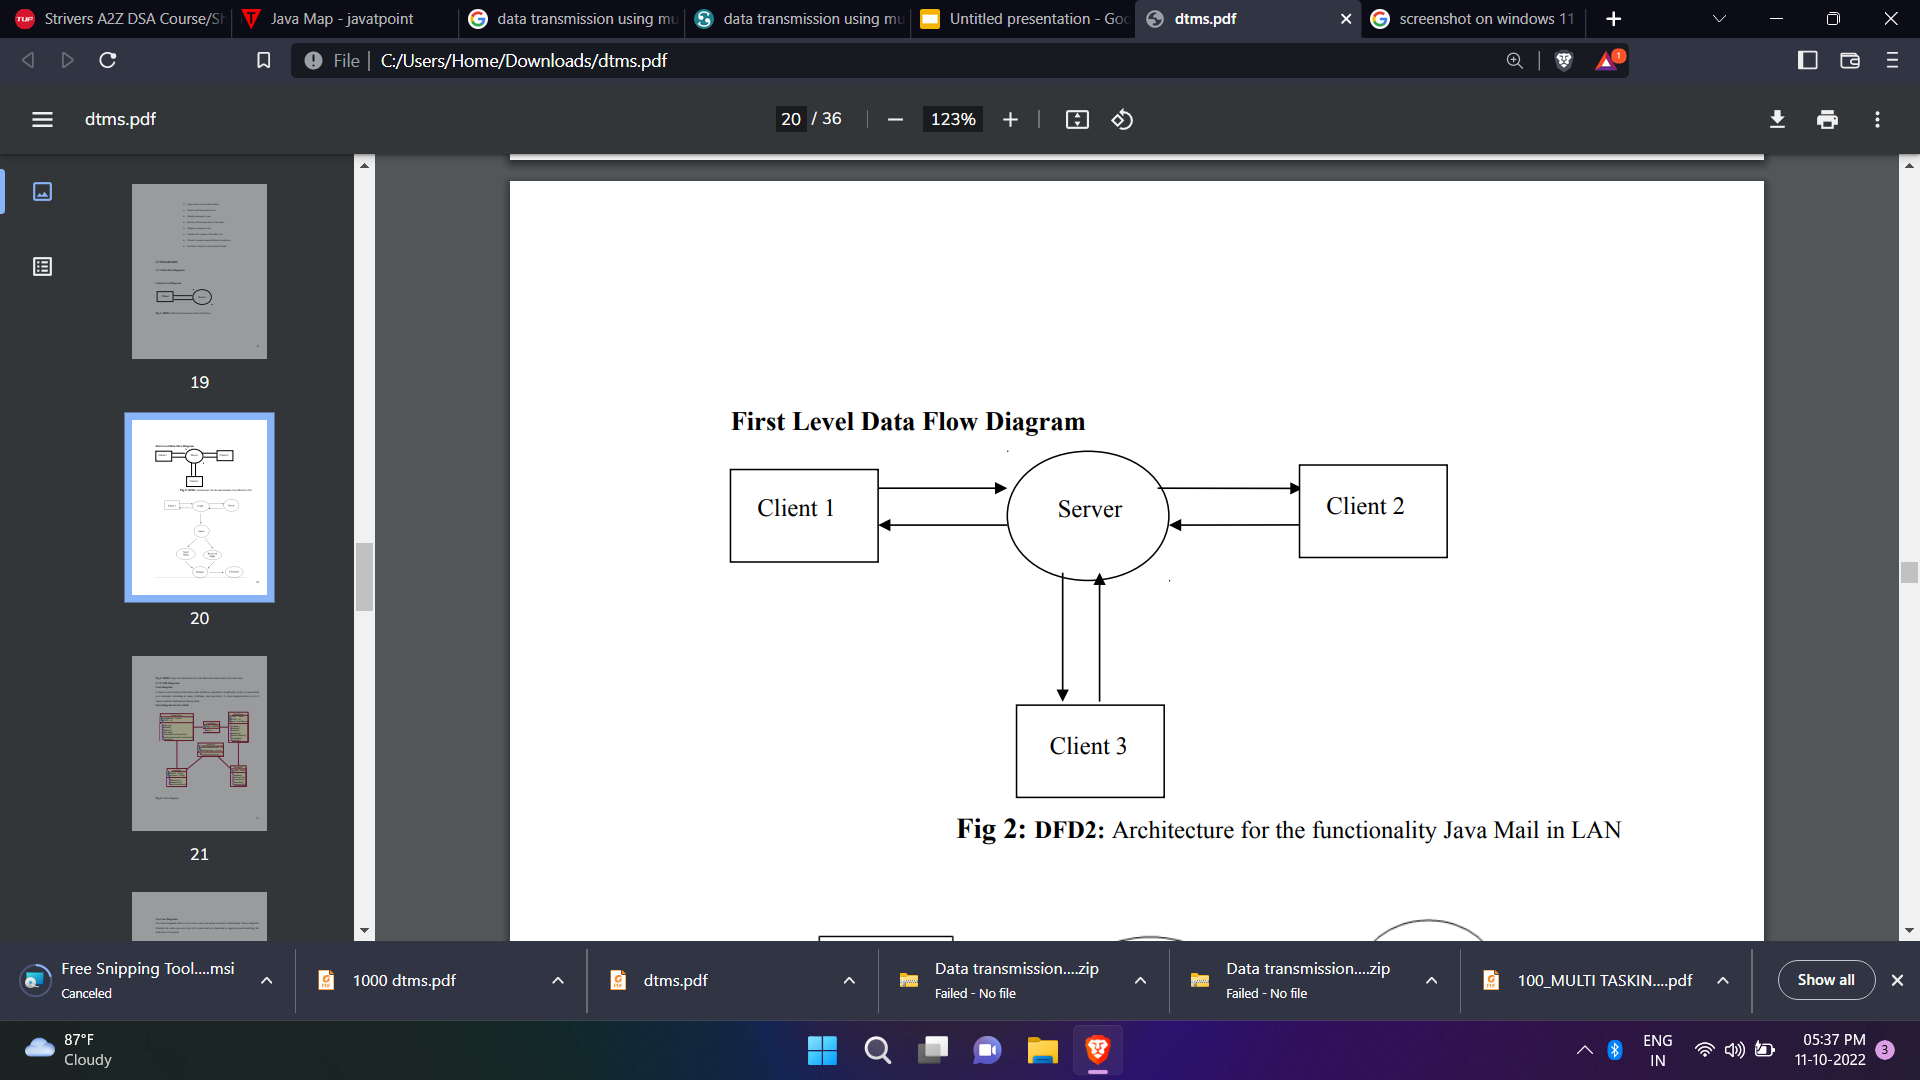 Strivers A2Z DSA Course/Sh
Java Map - javatpoint
data transmission using mu
data transmission using mu
Untitled presentation - Goo
dtms.pdf
screenshot on windows 11
File
C:/Users/Home/Downloads/dtms.pdf
1
dtms.pdf
20 / 36
123%
19
20
21
First Level Data Flow Diagram
Client 1
Server
Client 2
Client 3
Fig 2: DFD2: Architecture for the functionality Java Mail in LAN
Free Snipping Tool....msi
Canceled
1000 dtms.pdf
dtms.pdf
Data transmission....zip
Failed - No file
Data transmission....zip
Failed - No file
100_MULTI TASKIN....pdf
Show all
87°F
Cloudy
ENG
IN
05:37 PM
11-10-2022
3